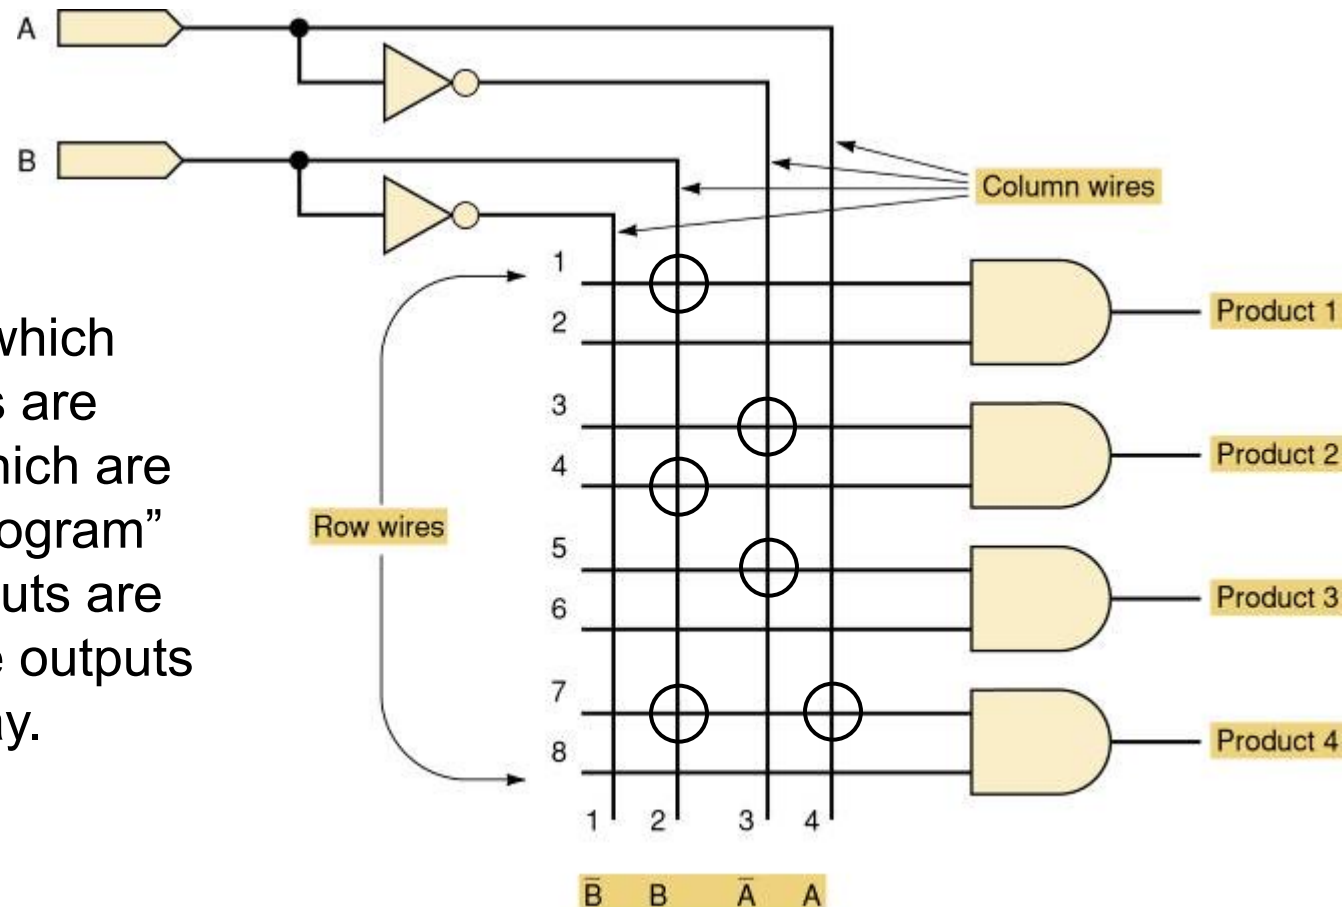 A
B
Column wires
1
2
3
4
5
6
7
8
which
s are
hich are
ogram”
uts are
e outputs
ay.
Row wires
Product 1
Product 2
Product 3
Product 4
1 2 3 4
B̅ B A̅ A